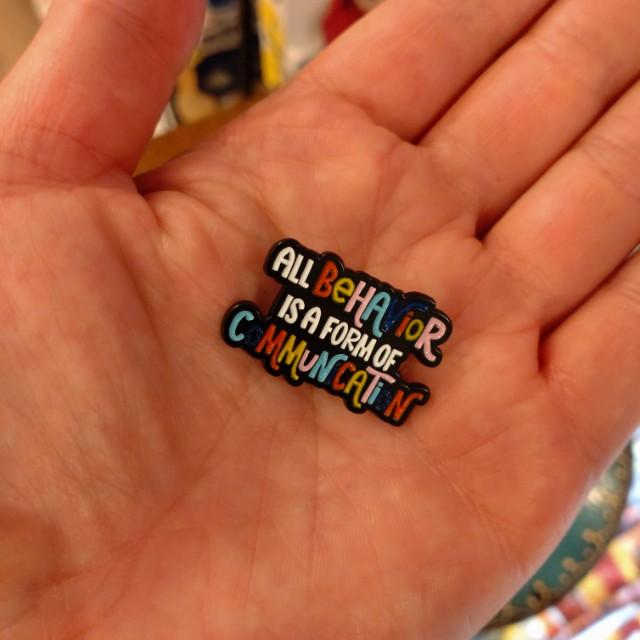 ALL BEHAVIOR
IS A FORM OF
COMMUNICATION